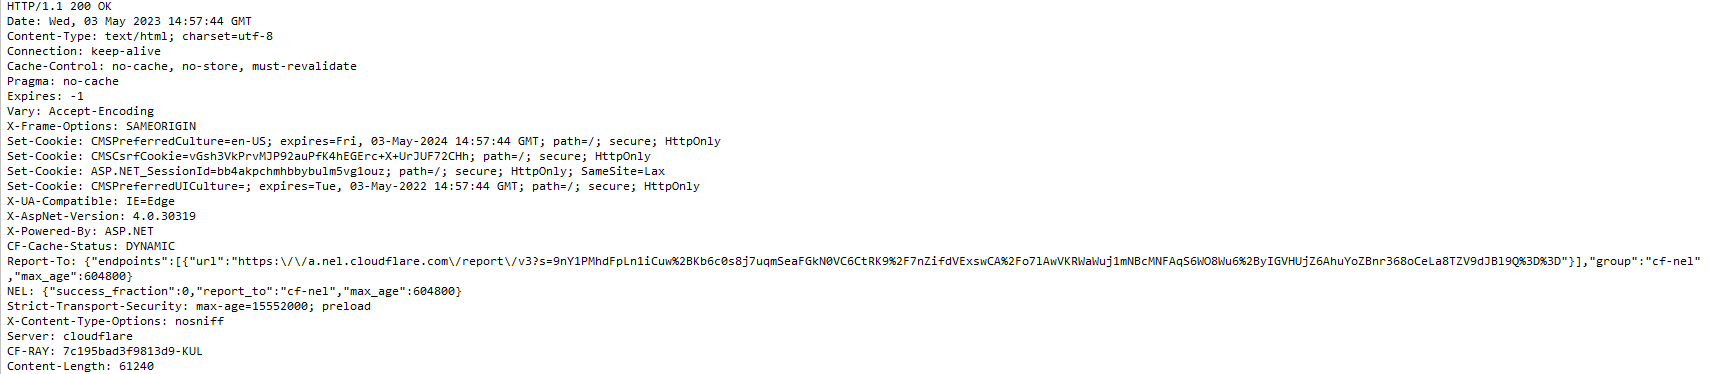 HTTP/1.1 200 OK
Date: Wed, 03 May 2023 14:57:44 GMT
Content-Type: text/html; charset=utf-8
Connection: keep-alive
Cache-Control: no-cache, no-store, must-revalidate
Pragma: no-cache
Expires: -1
Vary: Accept-Encoding
X-Frame-Options: SAMEORIGIN
Set-Cookie: CMSPreferredCulture=en-US; expires=Fri, 03-May-2024 14:57:44 GMT; path=/; secure; HttpOnly
Set-Cookie: CMSCsrfCookie=vGsh3VkPrvMJP92auPfK4hEGErc+X+UrJUF72CHh; path=/; secure; HttpOnly
Set-Cookie: ASP.NET_SessionId=bb4akpchmhbbybulm5vg1ouz; path=/; secure; HttpOnly; SameSite=Lax
Set-Cookie: CMSPreferredUICulture=; expires=Tue, 03-May-2022 14:57:44 GMT; path=/; secure; HttpOnly
X-UA-Compatible: IE=Edge
X-AspNet-Version: 4.0.30319
X-Powered-By: ASP.NET
CF-Cache-Status: DYNAMIC
Report-To: {"endpoints":[{"url":"https:\/\/a.nel.cloudflare.com\/report\/v3?s=9nY1PMhdFpLn1iCuw%2BKb6c0s8j7uqmSeaFGkN0VC6CtRK9%2F7nZifdVExswCA%2Fo7lAwVKRWaWuj1mNBcMNFAqS6WO8Wu6%2ByIGVHUjZ6AhuYoZBnr368oCeLa8TZV9dJBl9Q%3D%3D"}],"group":"cf-nel"
,"max_age":604800}
NEL: {"success_fraction":0,"report_to":"cf-nel","max_age":604800}
Strict-Transport-Security: max-age=15552000; preload
X-Content-Type-Options: nosniff
Server: cloudflare
CF-RAY: 7c195bad3f9813d9-KUL
Content-Length: 61240